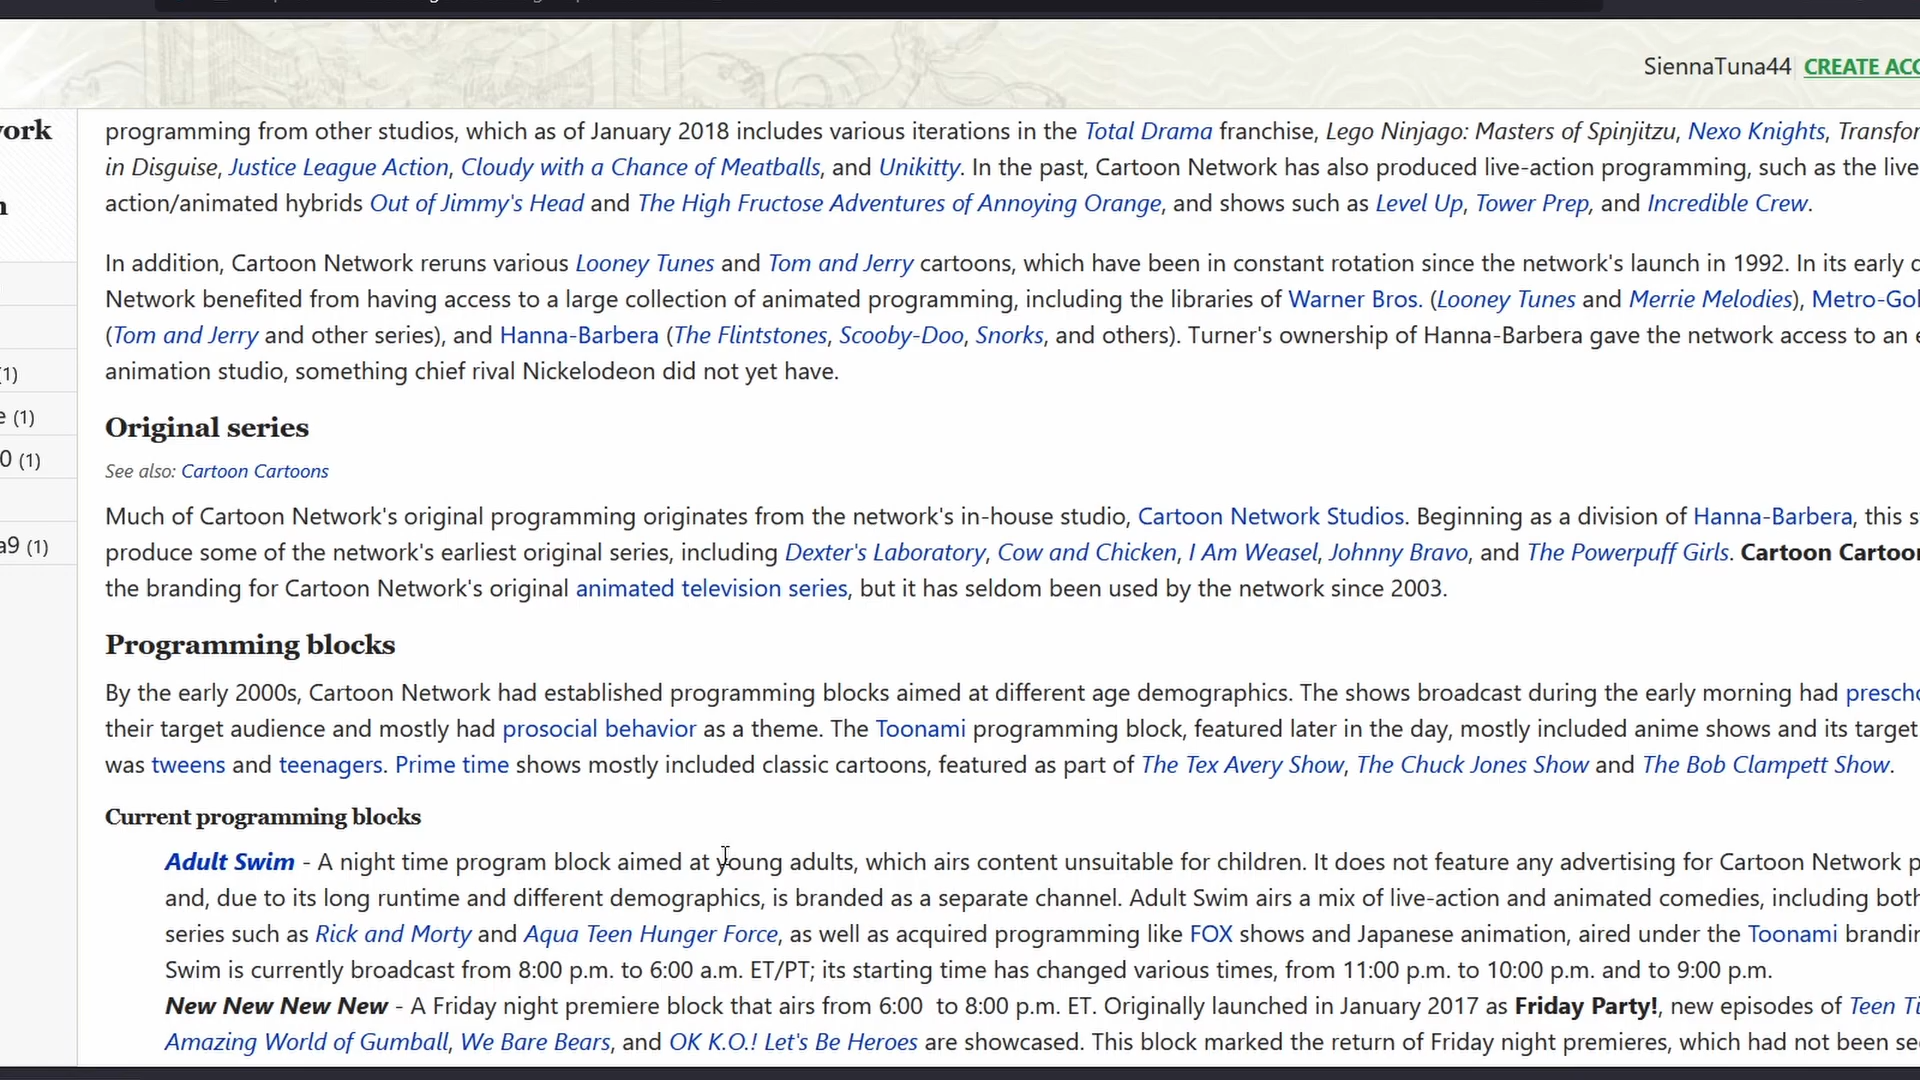 SiennaTuna44 CREATE ACC
work
programming from other studios, which as of January 2018 includes various iterations in the Total Drama franchise, Lego Ninjago: Masters of Spinjitzu, Nexo Knights, Transfor
in Disguise, Justice League Action, Cloudy with a Chance of Meatballs, and Unikitty. In the past, Cartoon Network has also produced live-action programming, such as the live
n
action/animated hybrids Out of Jimmy's Head and The High Fructose Adventures of Annoying Orange, and shows such as Level Up, Tower Prep, and Incredible Crew.
In addition, Cartoon Network reruns various Looney Tunes and Tom and Jerry cartoons, which have been in constant rotation since the network's launch in 1992. In its early d
Network benefited from having access to a large collection of animated programming, including the libraries of Warner Bros. (Looney Tunes and Merrie Melodies), Metro-Gol
(Tom and Jerry and other series), and Hanna-Barbera (The Flintstones, Scooby-Doo, Snorks, and others). Turner's ownership of Hanna-Barbera gave the network access to an e
animation studio, something chief rival Nickelodeon did not yet have.
(1)
e (1)
0 (1)
a9 (1)
Original series
See also: Cartoon Cartoons
Much of Cartoon Network's original programming originates from the network's in-house studio, Cartoon Network Studios. Beginning as a division of Hanna-Barbera, this s
produce some of the network's earliest original series, including Dexter's Laboratory, Cow and Chicken, I Am Weasel, Johnny Bravo, and The Powerpuff Girls. Cartoon Cartoon
the branding for Cartoon Network's original animated television series, but it has seldom been used by the network since 2003.
Programming blocks
By the early 2000s, Cartoon Network had established programming blocks aimed at different age demographics. The shows broadcast during the early morning had prescho
their target audience and mostly had prosocial behavior as a theme. The Toonami programming block, featured later in the day, mostly included anime shows and its target
was tweens and teenagers. Prime time shows mostly included classic cartoons, featured as part of The Tex Avery Show, The Chuck Jones Show and The Bob Clampett Show.
Current programming blocks
Adult Swim - A night time program block aimed at young adults, which airs content unsuitable for children. It does not feature any advertising for Cartoon Network p
and, due to its long runtime and different demographics, is branded as a separate channel. Adult Swim airs a mix of live-action and animated comedies, including both
series such as Rick and Morty and Aqua Teen Hunger Force, as well as acquired programming like FOX shows and Japanese animation, aired under the Toonami brandin
Swim is currently broadcast from 8:00 p.m. to 6:00 a.m. ET/PT; its starting time has changed various times, from 11:00 p.m. to 10:00 p.m. and to 9:00 p.m.
New New New New - A Friday night premiere block that airs from 6:00 to 8:00 p.m. ET. Originally launched in January 2017 as Friday Party!, new episodes of Teen Ti
Amazing World of Gumball, We Bare Bears, and OK K.O.! Let's Be Heroes are showcased. This block marked the return of Friday night premieres, which had not been se